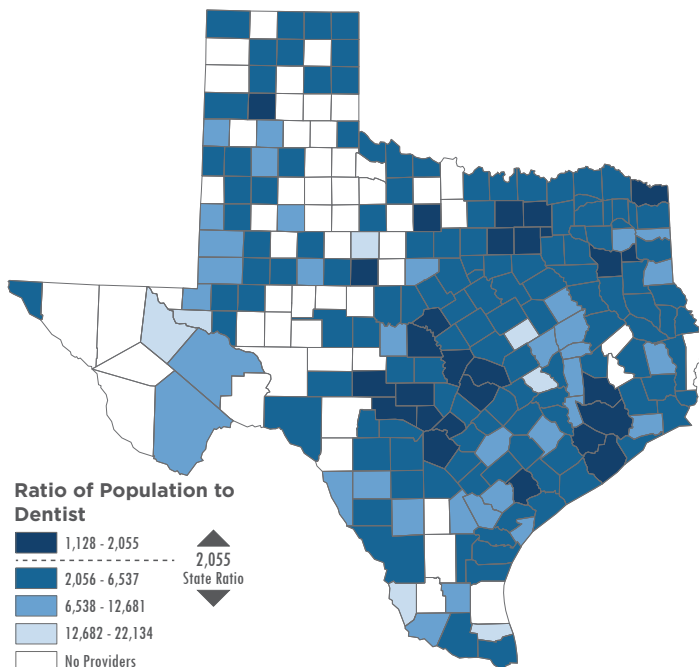 Ratio of Population to
Dentist
1,128 - 2,055
2,055
State Ratio
2,056 - 6,537
6,538 - 12,681
12,682 - 22,134
No Providers